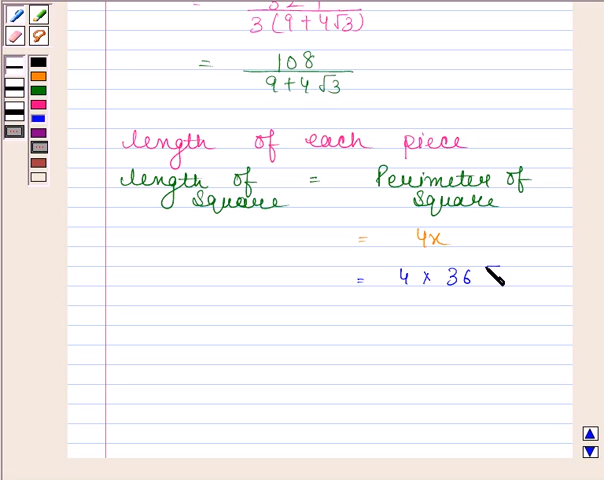 3(9+4√3)
= 108
9+4√3
length of each piece
length of = Perimeter of
Square Square
= 4x
= 4 × 36 √